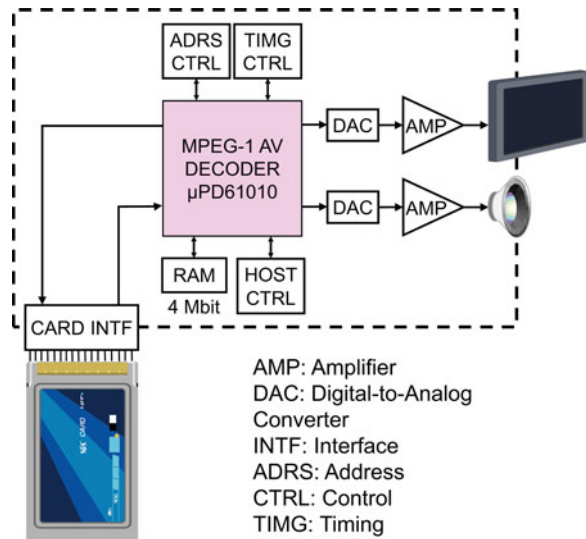 ADRS
CTRL
TIMG
CTRL
MPEG-1 AV
DECODER
µPD61010
DAC
AMP
DAC
AMP
RAM
4 Mbit
HOST
CTRL
CARD INTF
AMP: Amplifier
DAC: Digital-to-Analog
Converter
INTF: Interface
ADRS: Address
CTRL: Control
TIMG: Timing